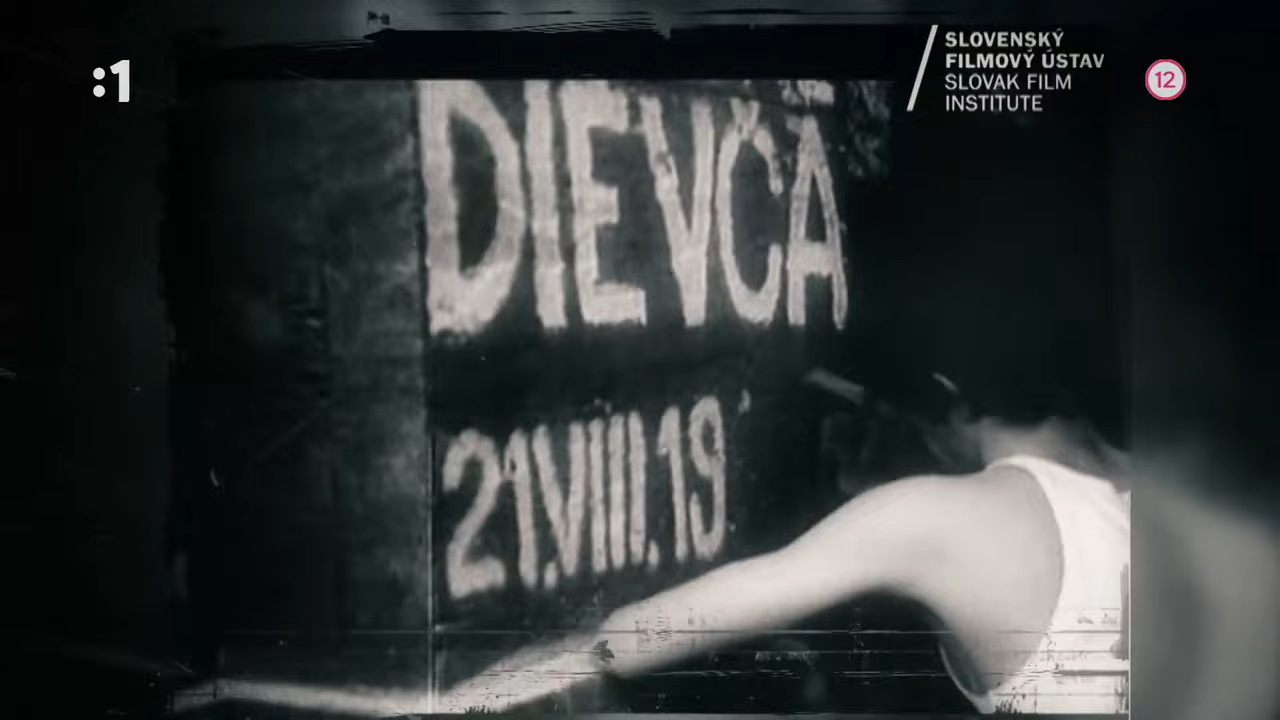 :1
SLOVENSKÝ
FILMOVÝ ÚSTAV
SLOVAK FILM
INSTITUTE
12
DIEVČA
21.VIII.19